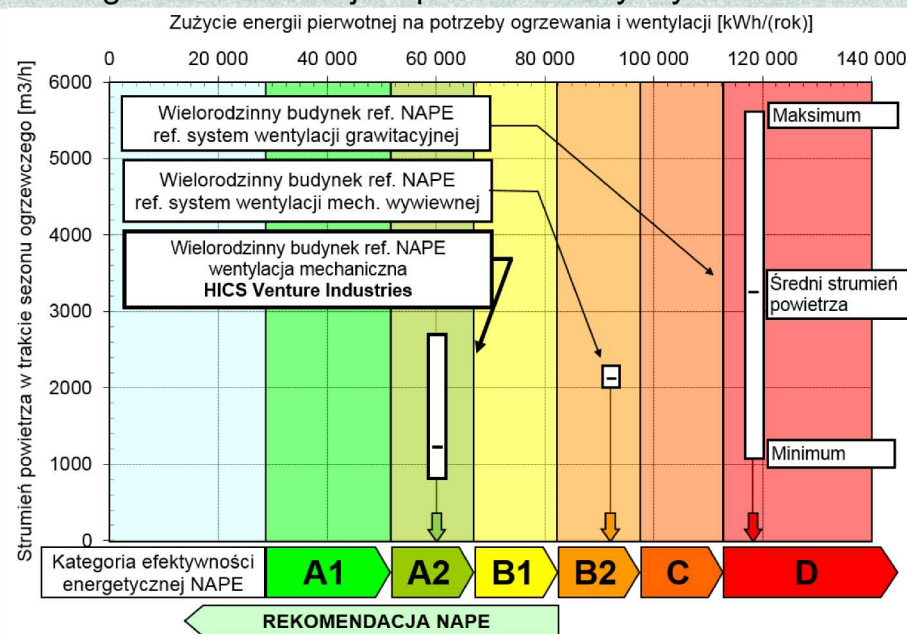 Zużycie energii pierwotnej na potrzeby ogrzewania i wentylacji [kWh/(rok)]
0 20 000 40 000 60 000 80 000 100 000 120 000 140 000
Strumień powietrza w trakcie sezonu ogrzewczego [m3/h]
6000
5000
4000
3000
2000
1000
0
Wielorodzinny budynek ref. NAPE
ref. system wentylacji grawitacyjnej
Wielorodzinny budynek ref. NAPE
ref. system wentylacji mech. wywiewnej
Wielorodzinny budynek ref. NAPE
wentylacja mechaniczna
HICS Venture Industries
Maksimum
Średni strumień
powietrza
Minimum
Kategoria efektywności
energetycznej NAPE
A1 A2 B1 B2 C D
REKOMENDACJA NAPE